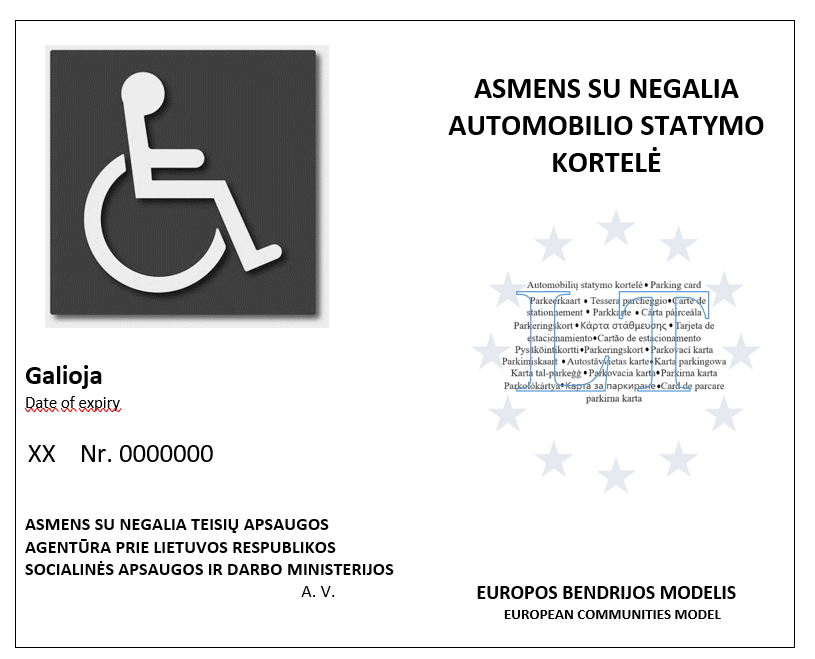 Galioja
Date of expiry
XX Nr. 0000000
ASMENS SU NEGALIA TEISIŲ APSAUGOS
AGENTŪRA PRIE LIETUVOS RESPUBLIKOS
SOCIALINĖS APSAUGOS IR DARBO MINISTERIJOS
A. V.
ASMENS SU NEGALIA
AUTOMOBILIO STATYMO
KORTELĖ
Automobilių statymo kortelė • Parking card
Parkeerkaart • Tessera parcheggio•Carte de
stationnement • Parkkarte • Cárta páirceála
Parkeringskort • Κάρτα στάθμευσης • Tarjeta de
estacionamiento•Cartão de estacionamento
Pysäköintikortti•Parkeringskort • Parkovací karta
Parkimiskaart • Autostāvvietas karte•Karta parkingowa
Karta tal-parkeġġ • Parkovacia karta•Parkirna karta
Parkolókártya•Карта за паркиране•Card de parcare
parkirna karta
LT
EUROPOS BENDRIJOS MODELIS
EUROPEAN COMMUNITIES MODEL